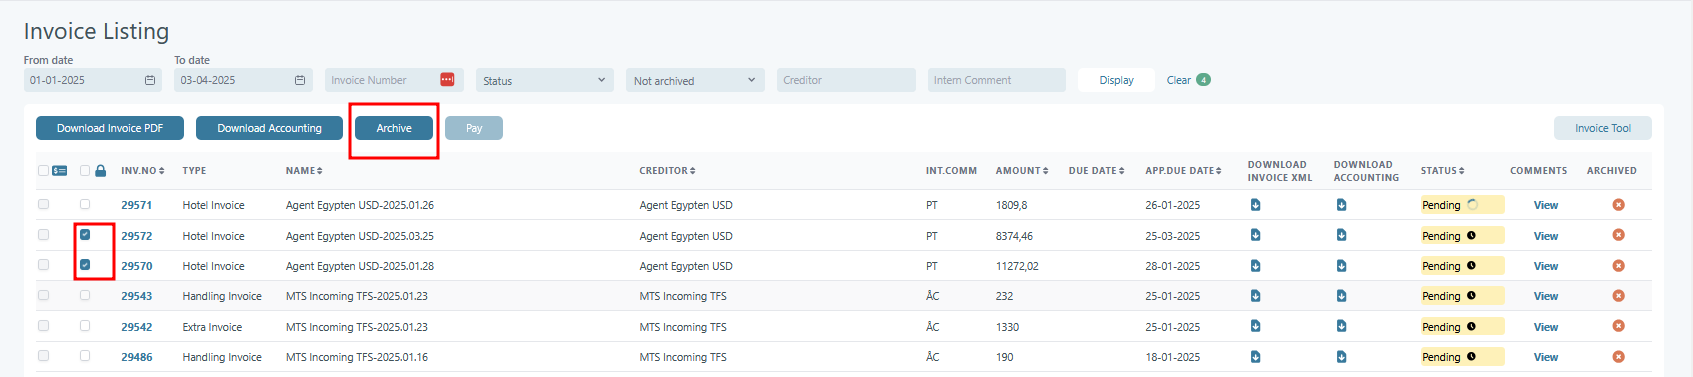 Invoice Listing
From date To date
01-01-2025 03-04-2025 Invoice Number Status Not archived Creditor Intern Comment Display Clear 4
Download Invoice PDF Download Accounting Archive Pay Invoice Tool
INV.NO TYPE NAME CREDITOR INT.COMM AMOUNT DUE DATE APP.DUE DATE DOWNLOAD INVOICE XML DOWNLOAD ACCOUNTING STATUS COMMENTS ARCHIVED
29571 Hotel Invoice Agent Egypten USD-2025.01.26 Agent Egypten USD PT 1809,8 26-01-2025 Pending View
29572 Hotel Invoice Agent Egypten USD-2025.03.25 Agent Egypten USD PT 8374,46 25-03-2025 Pending View
29570 Hotel Invoice Agent Egypten USD-2025.01.28 Agent Egypten USD PT 11272,02 28-01-2025 Pending View
29543 Handling Invoice MTS Incoming TFS-2025.01.23 MTS Incoming TFS ÅC 232 25-01-2025 Pending View
29542 Extra Invoice MTS Incoming TFS-2025.01.23 MTS Incoming TFS ÅC 1330 25-01-2025 Pending View
29486 Handling Invoice MTS Incoming TFS-2025.01.16 MTS Incoming TFS ÅC 190 18-01-2025 Pending View